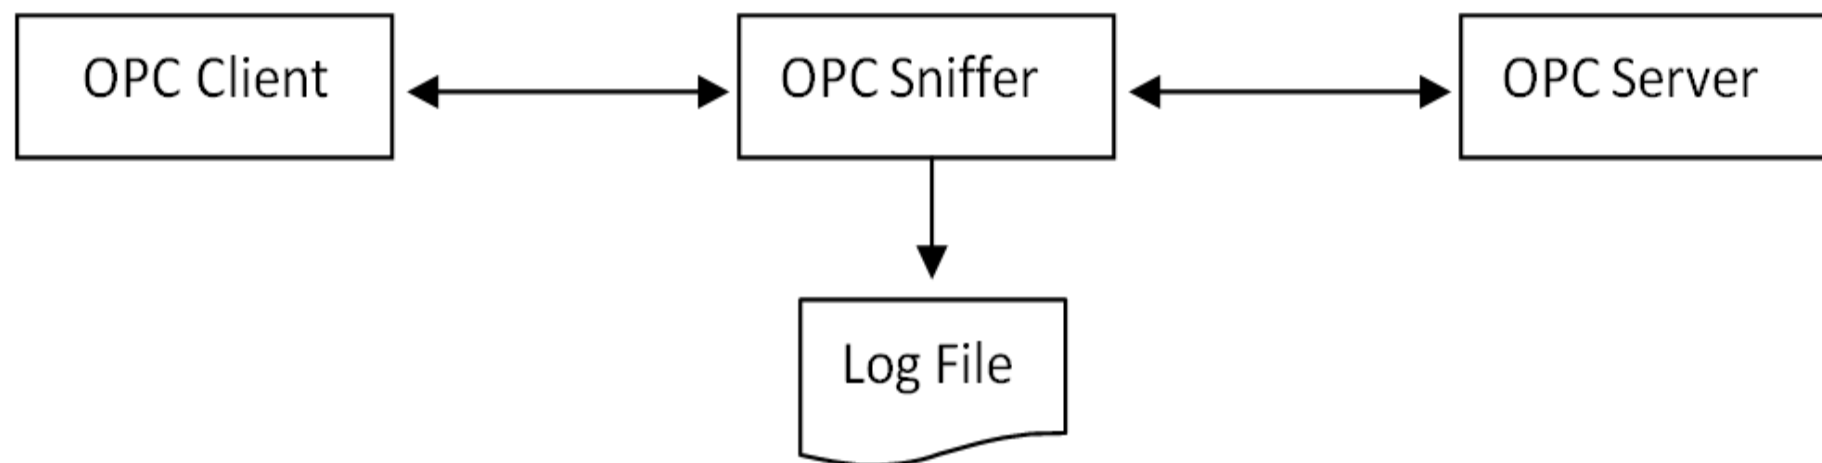 OPC Client
OPC Sniffer
OPC Server
Log File